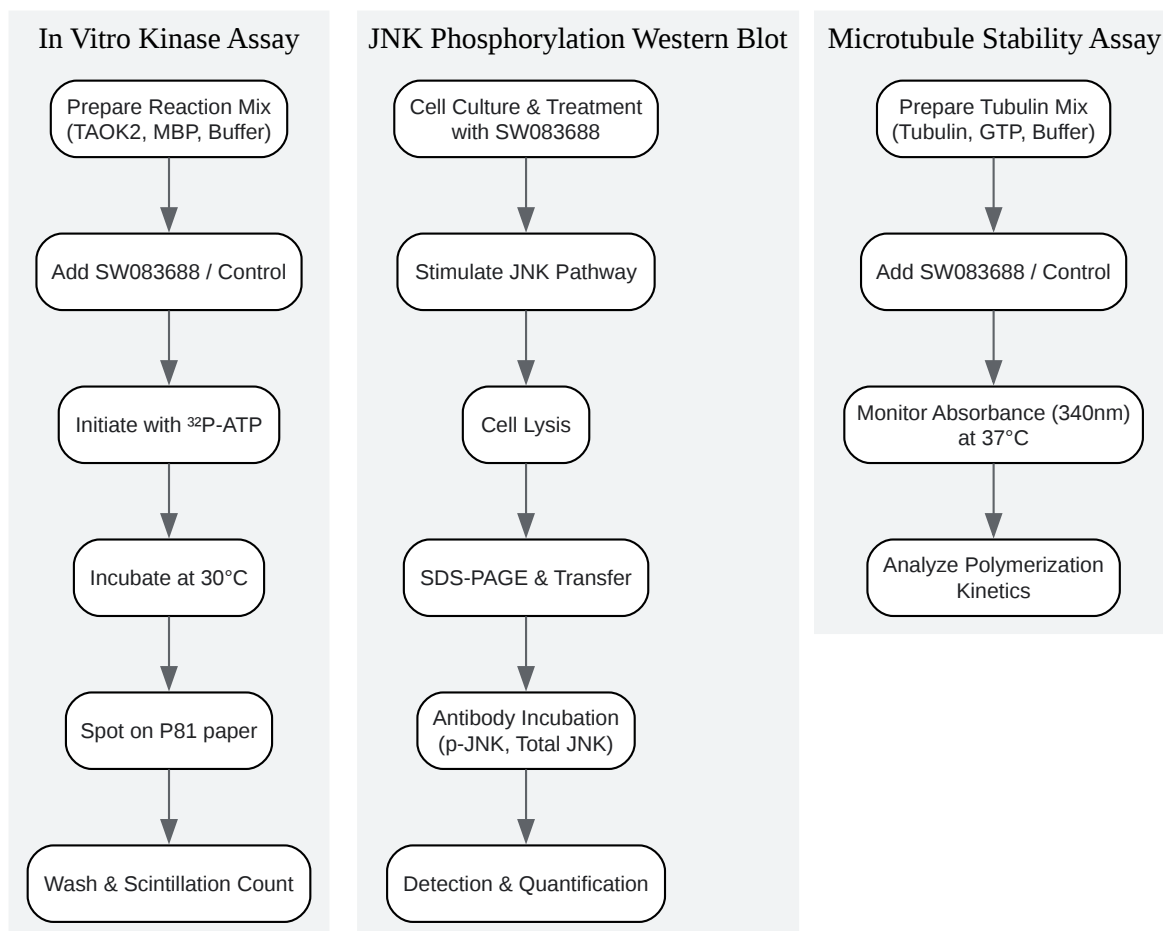 In Vitro Kinase Assay
Prepare Reaction Mix
(TAOK2, MBP, Buffer)
Add SW083688 / Control
Initiate with ³²P-ATP
Incubate at 30°C
Spot on P81 paper
Wash & Scintillation Count
JNK Phosphorylation Western Blot
Cell Culture & Treatment
with SW083688
Stimulate JNK Pathway
Cell Lysis
SDS-PAGE & Transfer
Antibody Incubation
(p-JNK, Total JNK)
Detection & Quantification
Microtubule Stability Assay
Prepare Tubulin Mix
(Tubulin, GTP, Buffer)
Add SW083688 / Control
Monitor Absorbance (340nm)
at 37°C
Analyze Polymerization
Kinetics